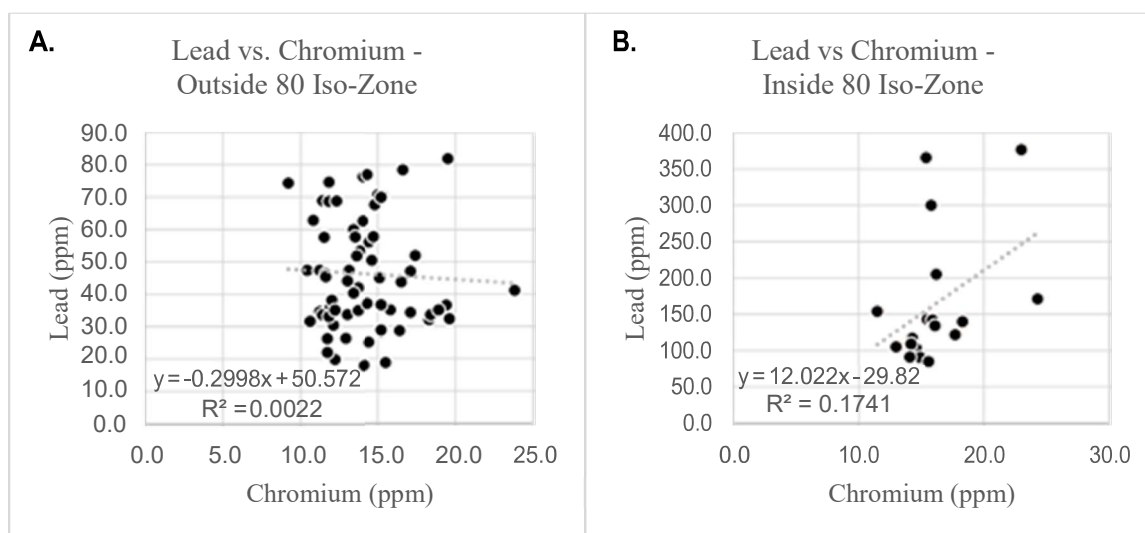 A.
Lead vs. Chromium -
Outside 80 Iso-Zone
90.0
80.0
70.0
60.0
50.0
40.0
30.0
20.0
10.0
0.0
Lead (ppm)
y=-0.2998x+50.572
R² =0.0022
0.0 5.0 10.0 15.0 20.0 25.0
Chromium (ppm)
B.
Lead vs Chromium -
Inside 80 Iso-Zone
400.0
350.0
300.0
250.0
200.0
150.0
100.0
50.0
0.0
Lead (ppm)
y=12.022x-29.82
R² = 0.1741
0.0 10.0 20.0 30.0
Chromium (ppm)